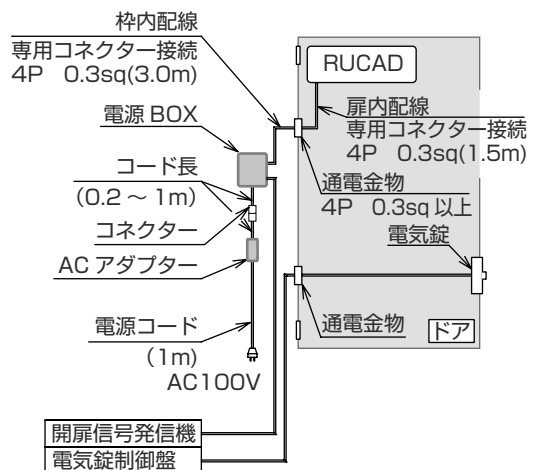 枠内配線
専用コネクター接続
4P 0.3sq(3.0m)
電源 BOX
コード長
(0.2 ~ 1m)
コネクター
AC アダプター
電源コード
(1m)
AC100V
開扉信号発信機
電気錠制御盤
RUCAD
扉内配線
専用コネクター接続
4P 0.3sq(1.5m)
通電金物
4P 0.3sq 以上
電気錠
通電金物
ドア